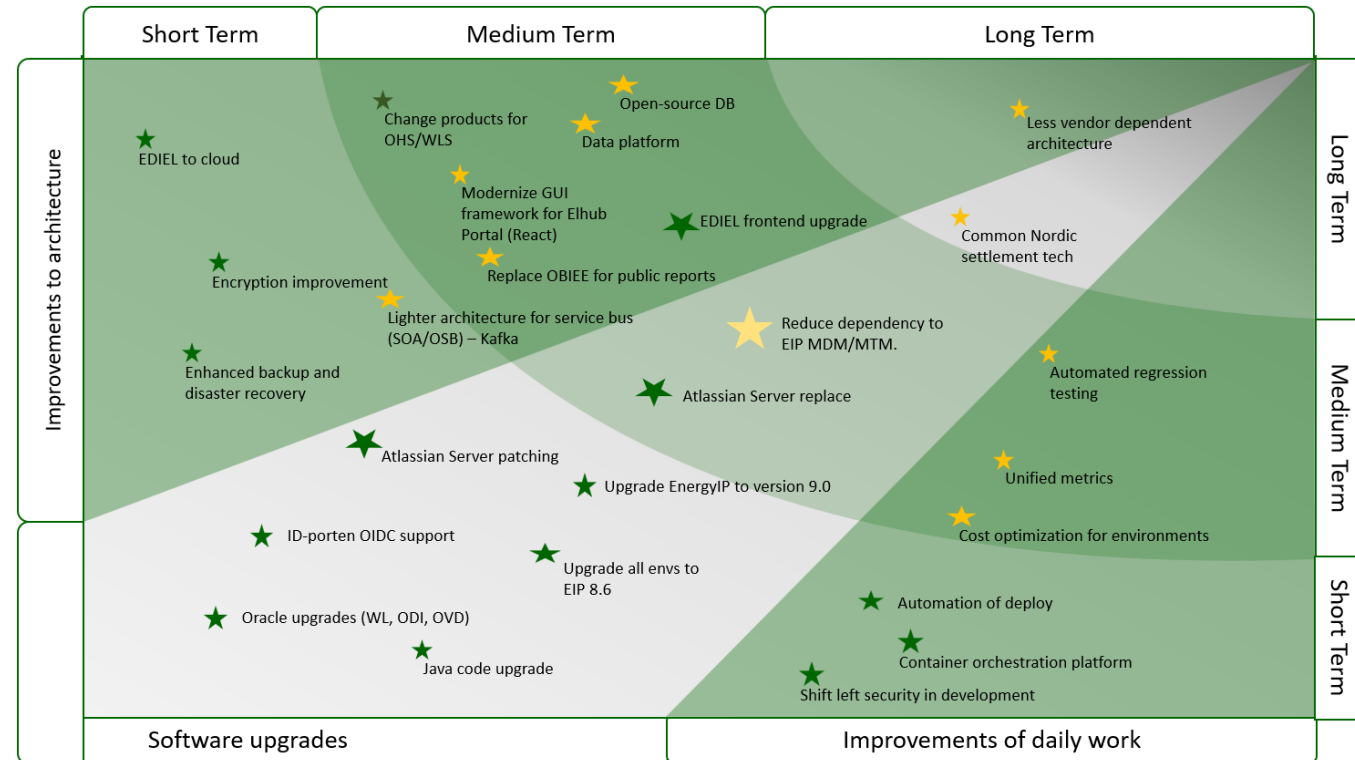 Short Term
Medium Term
Long Term
Improvements to architecture
Long Term
Medium Term
Short Term
Open-source DB
Change products for
OHS/WLS
Data platform
Less vendor dependent
architecture
EDIEL to cloud
Modernize GUI
framework for Elhub
Portal (React)
EDIEL frontend upgrade
Common Nordic
settlement tech
Encryption improvement
Replace OBIEE for public reports
Lighter architecture for service bus
(SOA/OSB) – Kafka
Reduce dependency to
EIP MDM/MTM.
Enhanced backup and
disaster recovery
Automated regression
testing
Atlassian Server replace
Atlassian Server patching
Unified metrics
Upgrade EnergyIP to version 9.0
ID-porten OIDC support
Cost optimization for environments
Upgrade all envs to
EIP 8.6
Automation of deploy
Oracle upgrades (WL, ODI, OVD)
Container orchestration platform
Java code upgrade
Shift left security in development
Software upgrades
Improvements of daily work